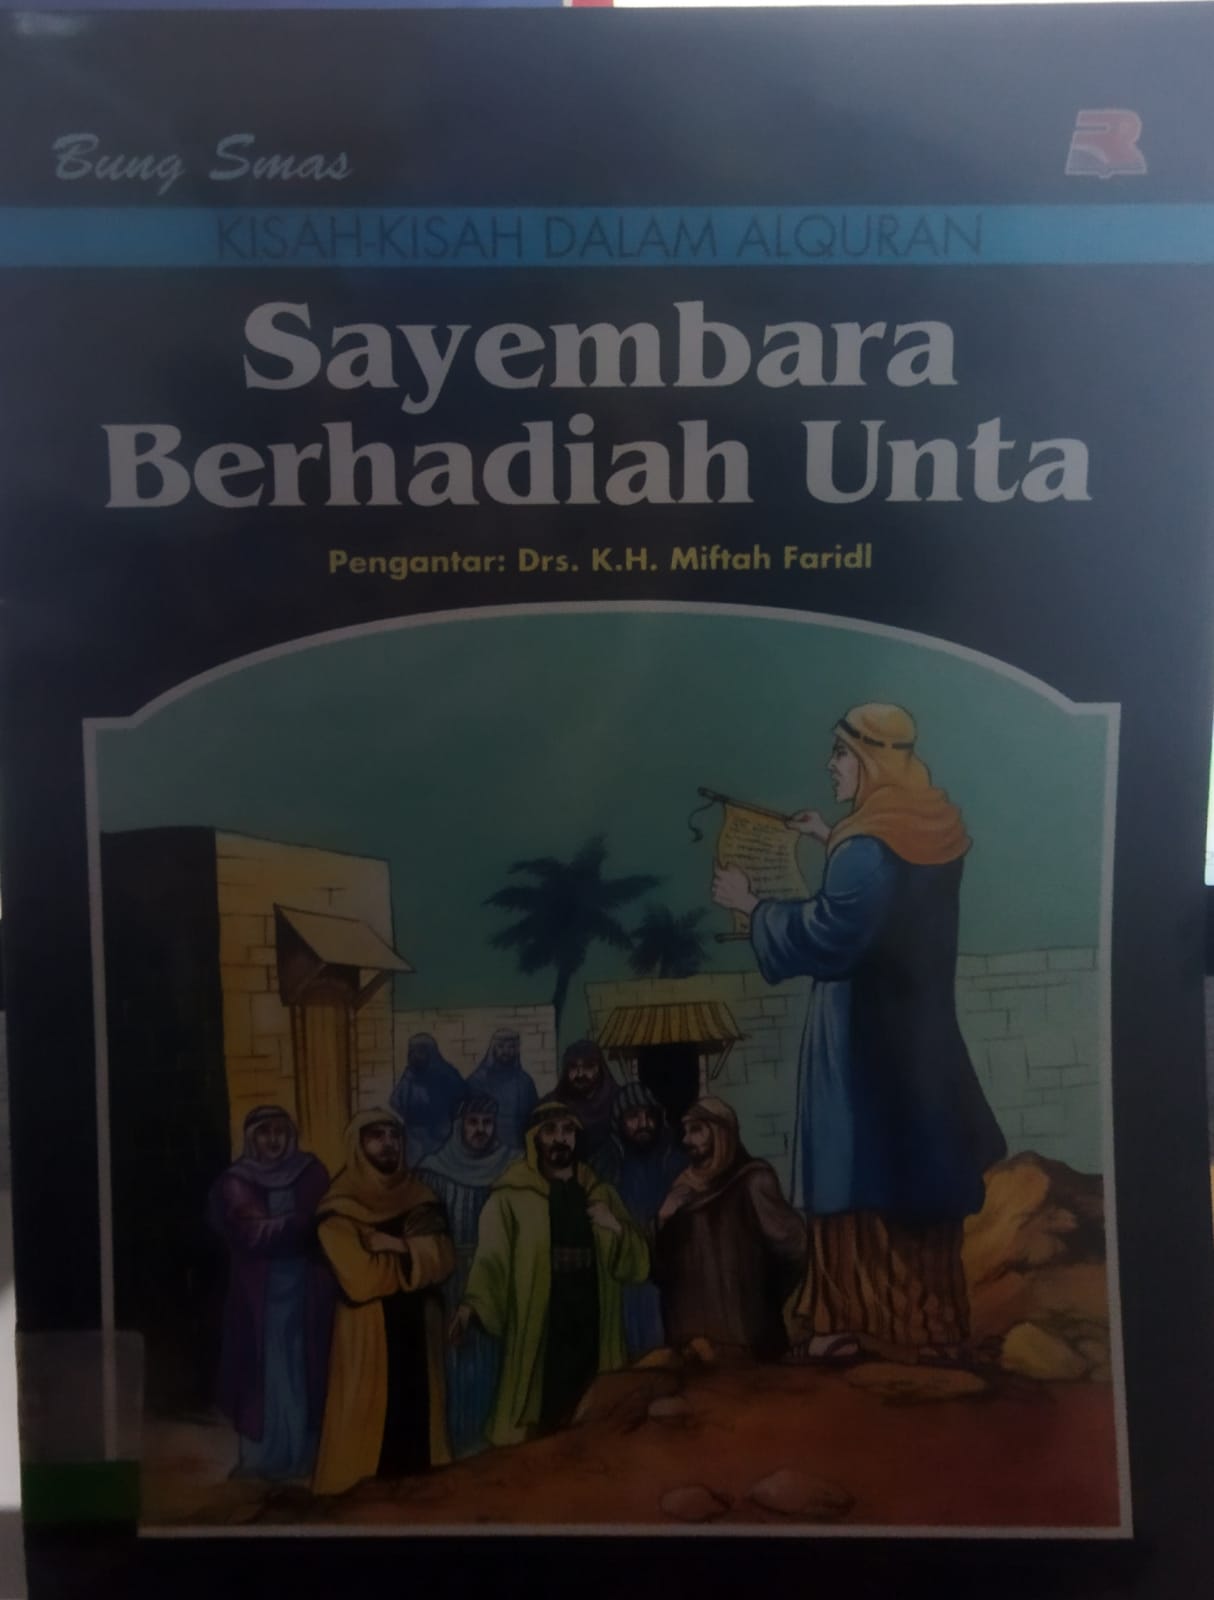 Bung Smas
KISAH-KISAH DALAM ALQURAN
Sayembara
Berhadiah Unta
Pengantar: Drs. K.H. Miftah Faridl